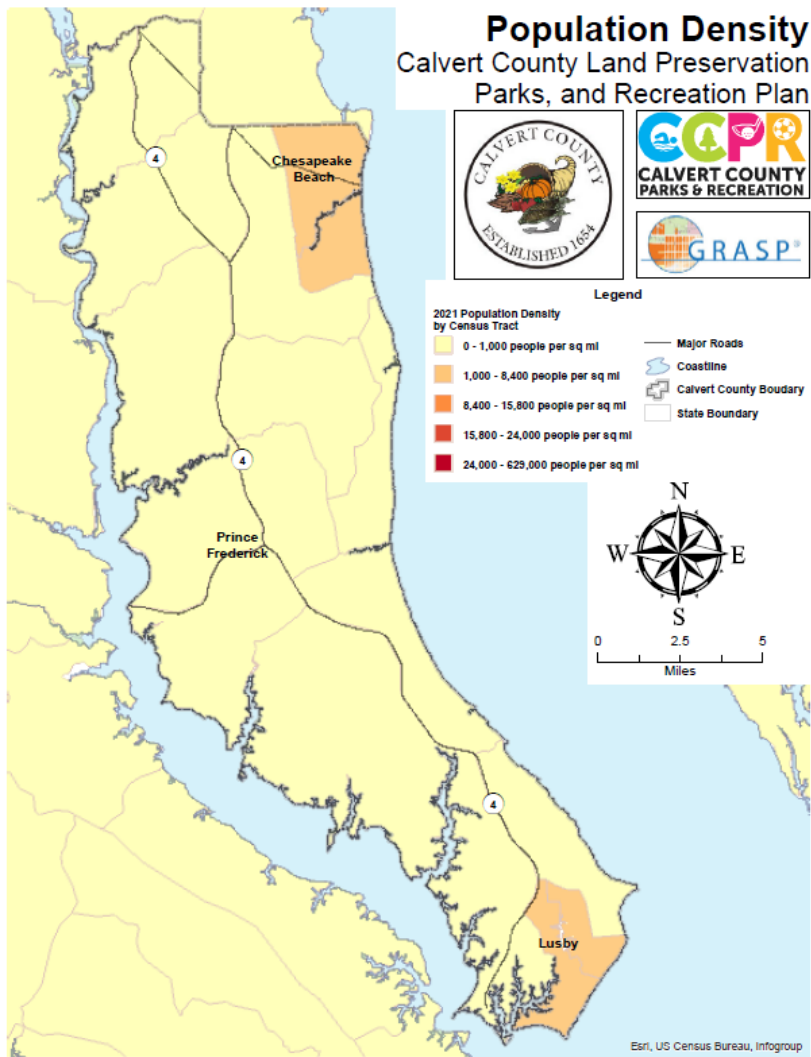 Population Density
Calvert County Land Preservation
Parks, and Recreation Plan
CALVERT COUNTY
ESTABLISHED 1654
CCPR
CALVERT COUNTY
PARKS & RECREATION
GRASP®
4
Chesapeake
Beach
Legend
2021 Population Density
by Census Tract
0 - 1,000 people per sq mi
1,000 - 8,400 people per sq mi
8,400 - 15,800 people per sq mi
15,800 - 24,000 people per sq mi
24,000 - 629,000 people per sq mi
Major Roads
Coastline
Calvert County Boudary
State Boundary
4
Prince
Frederick
N
W E
S
0 2.5 5
Miles
4
Lusby
Esri, US Census Bureau, Infogroup